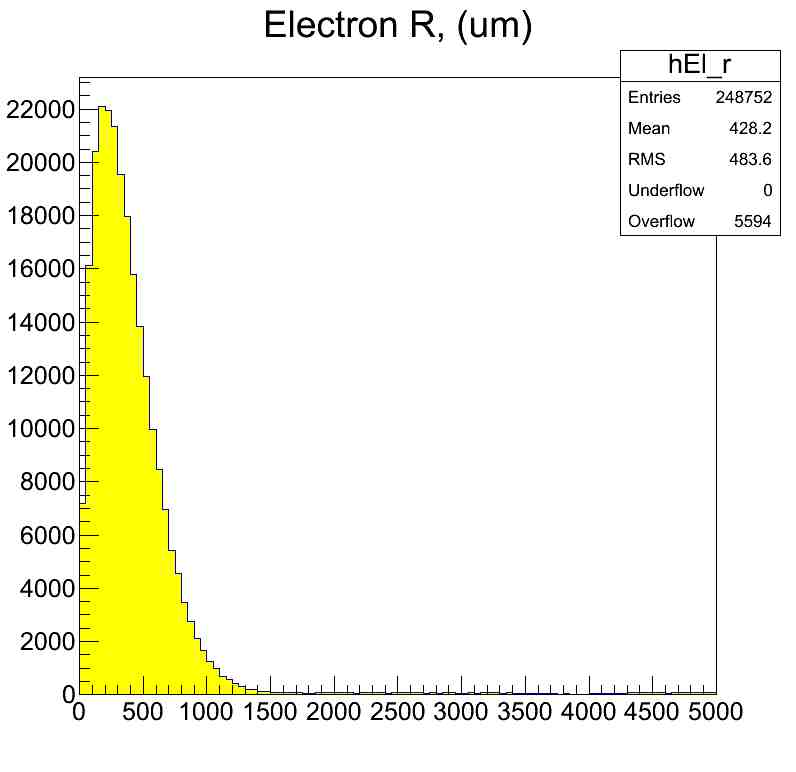 Electron R, (um)
hEl_r
Entries 248752
Mean 428.2
RMS 483.6
Underflow 0
Overflow 5594
22000
20000
18000
16000
14000
12000
10000
8000
6000
4000
2000
0
0 500 1000 1500 2000 2500 3000 3500 4000 4500 5000